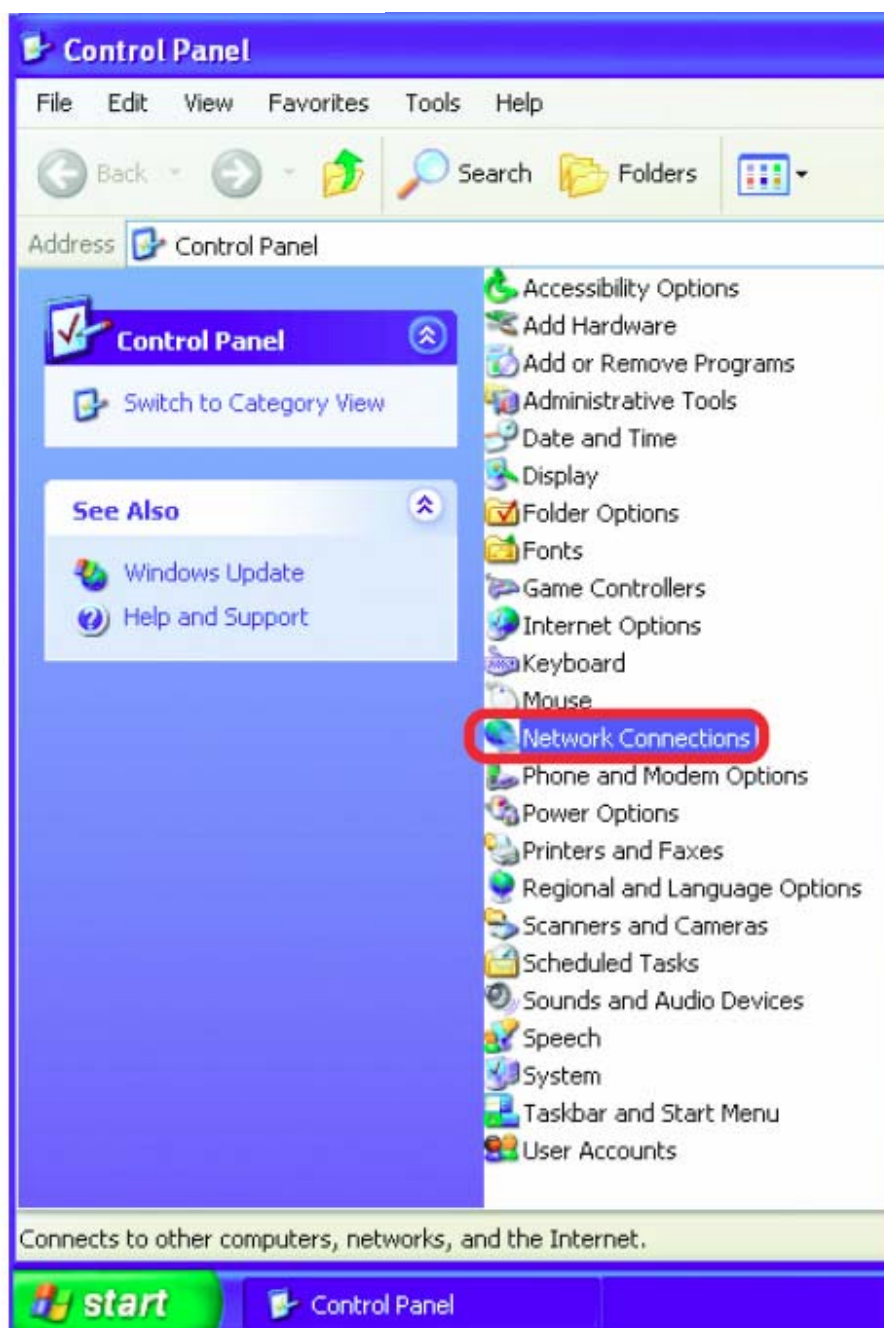 Control Panel
File Edit View Favorites Tools Help
Back Search Folders
Address Control Panel
Control Panel
Switch to Category View
See Also
Windows Update
Help and Support
Accessibility Options
Add Hardware
Add or Remove Programs
Administrative Tools
Date and Time
Display
Folder Options
Fonts
Game Controllers
Internet Options
Keyboard
Mouse
Network Connections
Phone and Modem Options
Power Options
Printers and Faxes
Regional and Language Options
Scanners and Cameras
Scheduled Tasks
Sounds and Audio Devices
Speech
System
Taskbar and Start Menu
User Accounts
Connects to other computers, networks, and the Internet.
start Control Panel